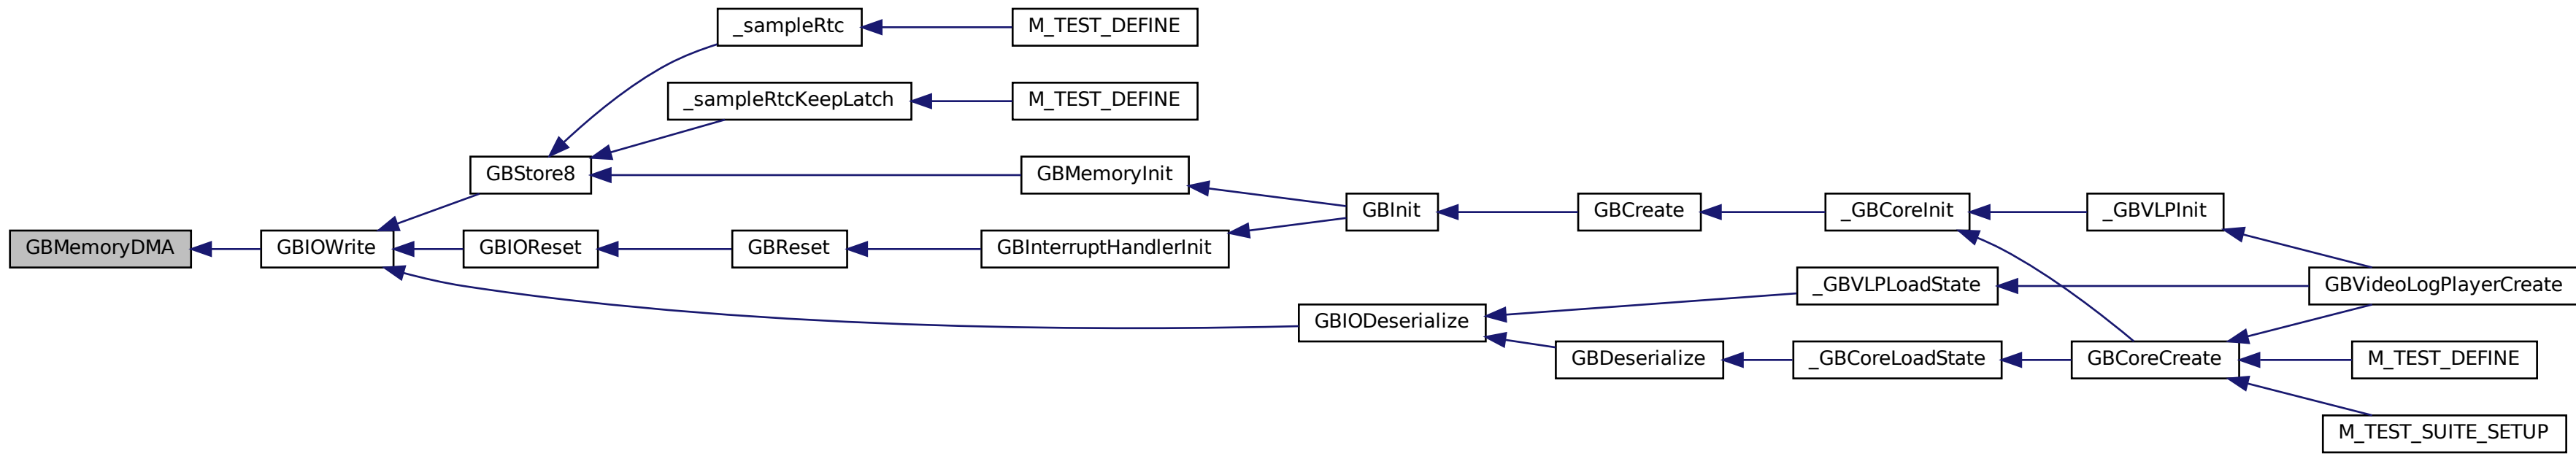 _sampleRtc
M_TEST_DEFINE
_sampleRtcKeepLatch
M_TEST_DEFINE
GBStore8
GBMemoryInit
GBInit
GBCreate
_GBCoreInit
_GBVLPInit
GBMemoryDMA
GBIOWrite
GBIOReset
GBReset
GBInterruptHandlerInit
_GBVLPLoadState
GBVideoLogPlayerCreate
GBIODeserialize
GBDeserialize
_GBCoreLoadState
GBCoreCreate
M_TEST_DEFINE
M_TEST_SUITE_SETUP